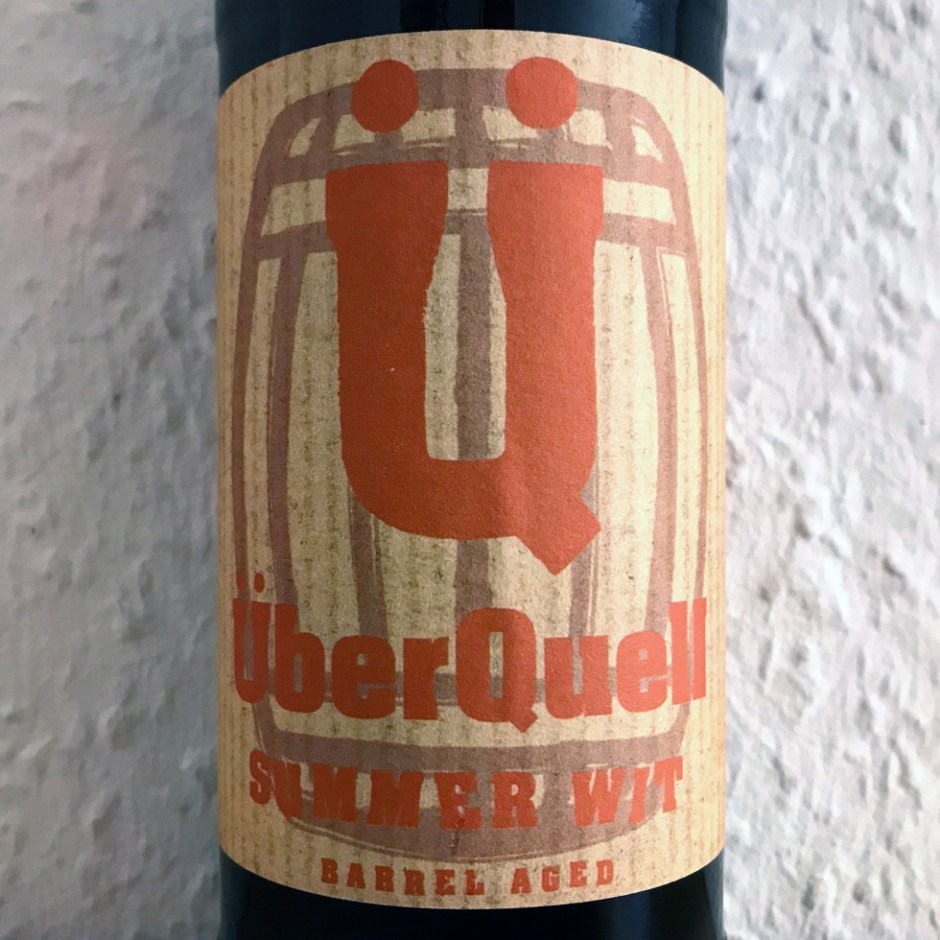 Ü
ÜberQuell
SUMMER WIT
BARREL AGED